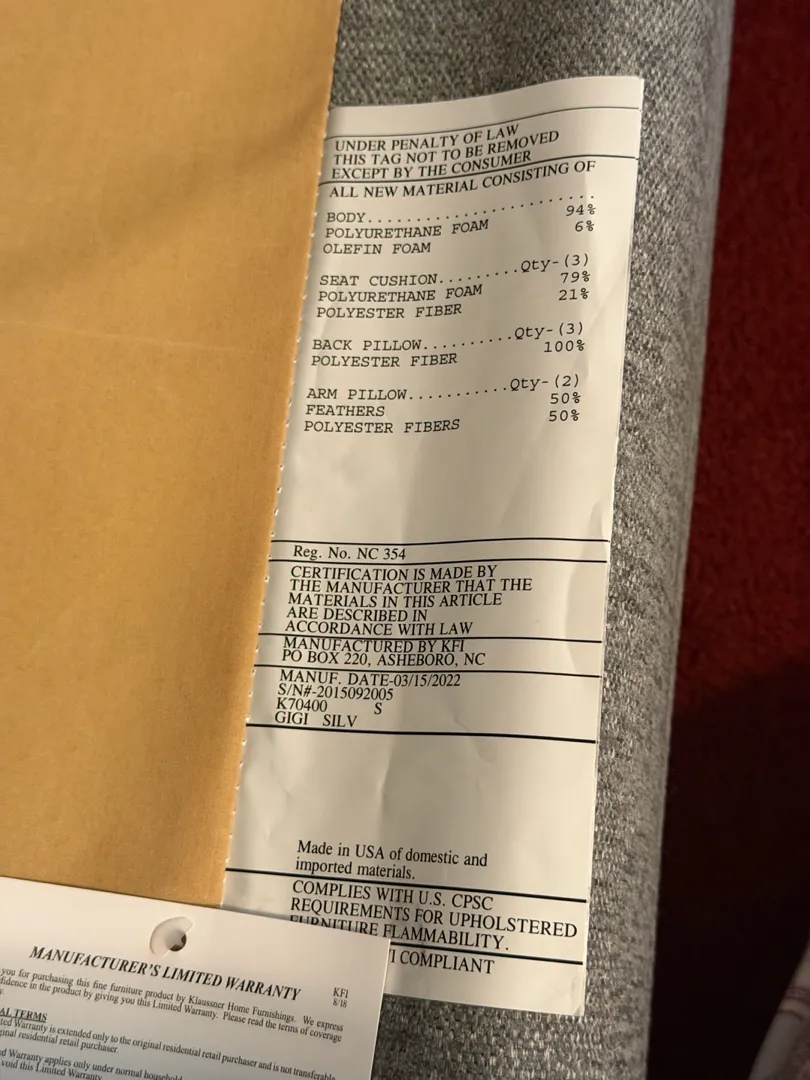 UNDER PENALTY OF LAW
THIS TAG NOT TO BE REMOVED
EXCEPT BY THE CONSUMER
ALL NEW MATERIAL CONSISTING OF
BODY............................
POLYURETHANE FOAM 94%
OLEFIN FOAM 6%
SEAT CUSHION.........Qty-(3)
POLYURETHANE FOAM 79%
POLYESTER FIBER 21%
BACK PILLOW..........Qty-(3)
POLYESTER FIBER 100%
ARM PILLOW...........Qty-(2)
FEATHERS 50%
POLYESTER FIBERS 50%
Reg. No. NC 354
CERTIFICATION IS MADE BY
THE MANUFACTURER THAT THE
MATERIALS IN THIS ARTICLE
ARE DESCRIBED IN
ACCORDANCE WITH LAW
MANUFACTURED BY KFI
PO BOX 220, ASHEBORO, NC
MANUF. DATE-03/15/2022
S/N#-2015092005
K70400 S
GIGI SILV
Made in USA of domestic and
imported materials.
COMPLIES WITH U.S. CPSC
REQUIREMENTS FOR UPHOLSTERED
FURNITURE FLAMMABILITY.
I COMPLIANT
MANUFACTURER'S LIMITED WARRANTY
KFI
8/18
you for purchasing this fine furniture product by Klaussner Home Furnishings. We express
fidence in the product by giving you this Limited Warranty. Please read the terms of coverage
y.
AL TERMS
ted Warranty is extended only to the original residential retail purchaser and is not transferable
ginal residential retail purchaser.
d Warranty applies only under normal household
void this Limited Warranty